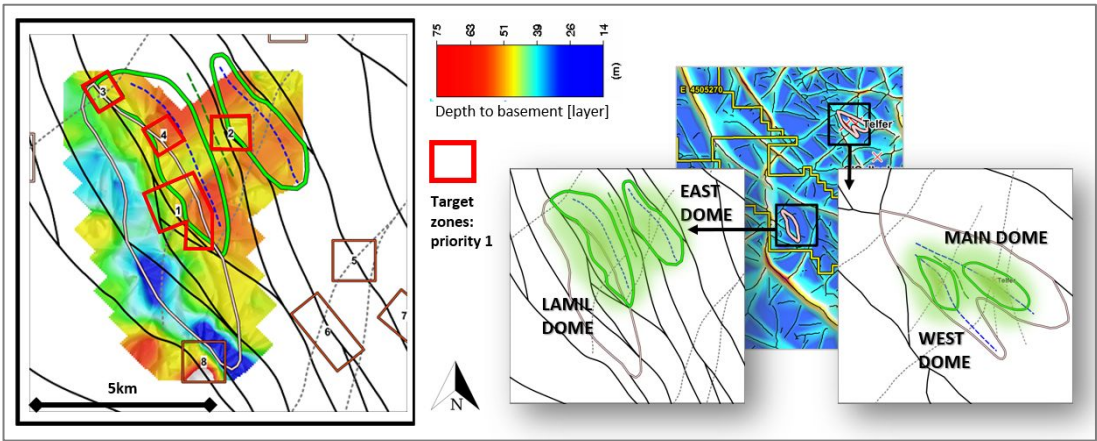 3
4
2
1
5
6
7
8
5km
75
63
51
39
26
14
(m)
Depth to basement [layer]
Target
zones:
priority 1
N
E 4505270
Telfer
EAST
DOME
LAMIL
DOME
MAIN DOME
Telfer
WEST
DOME